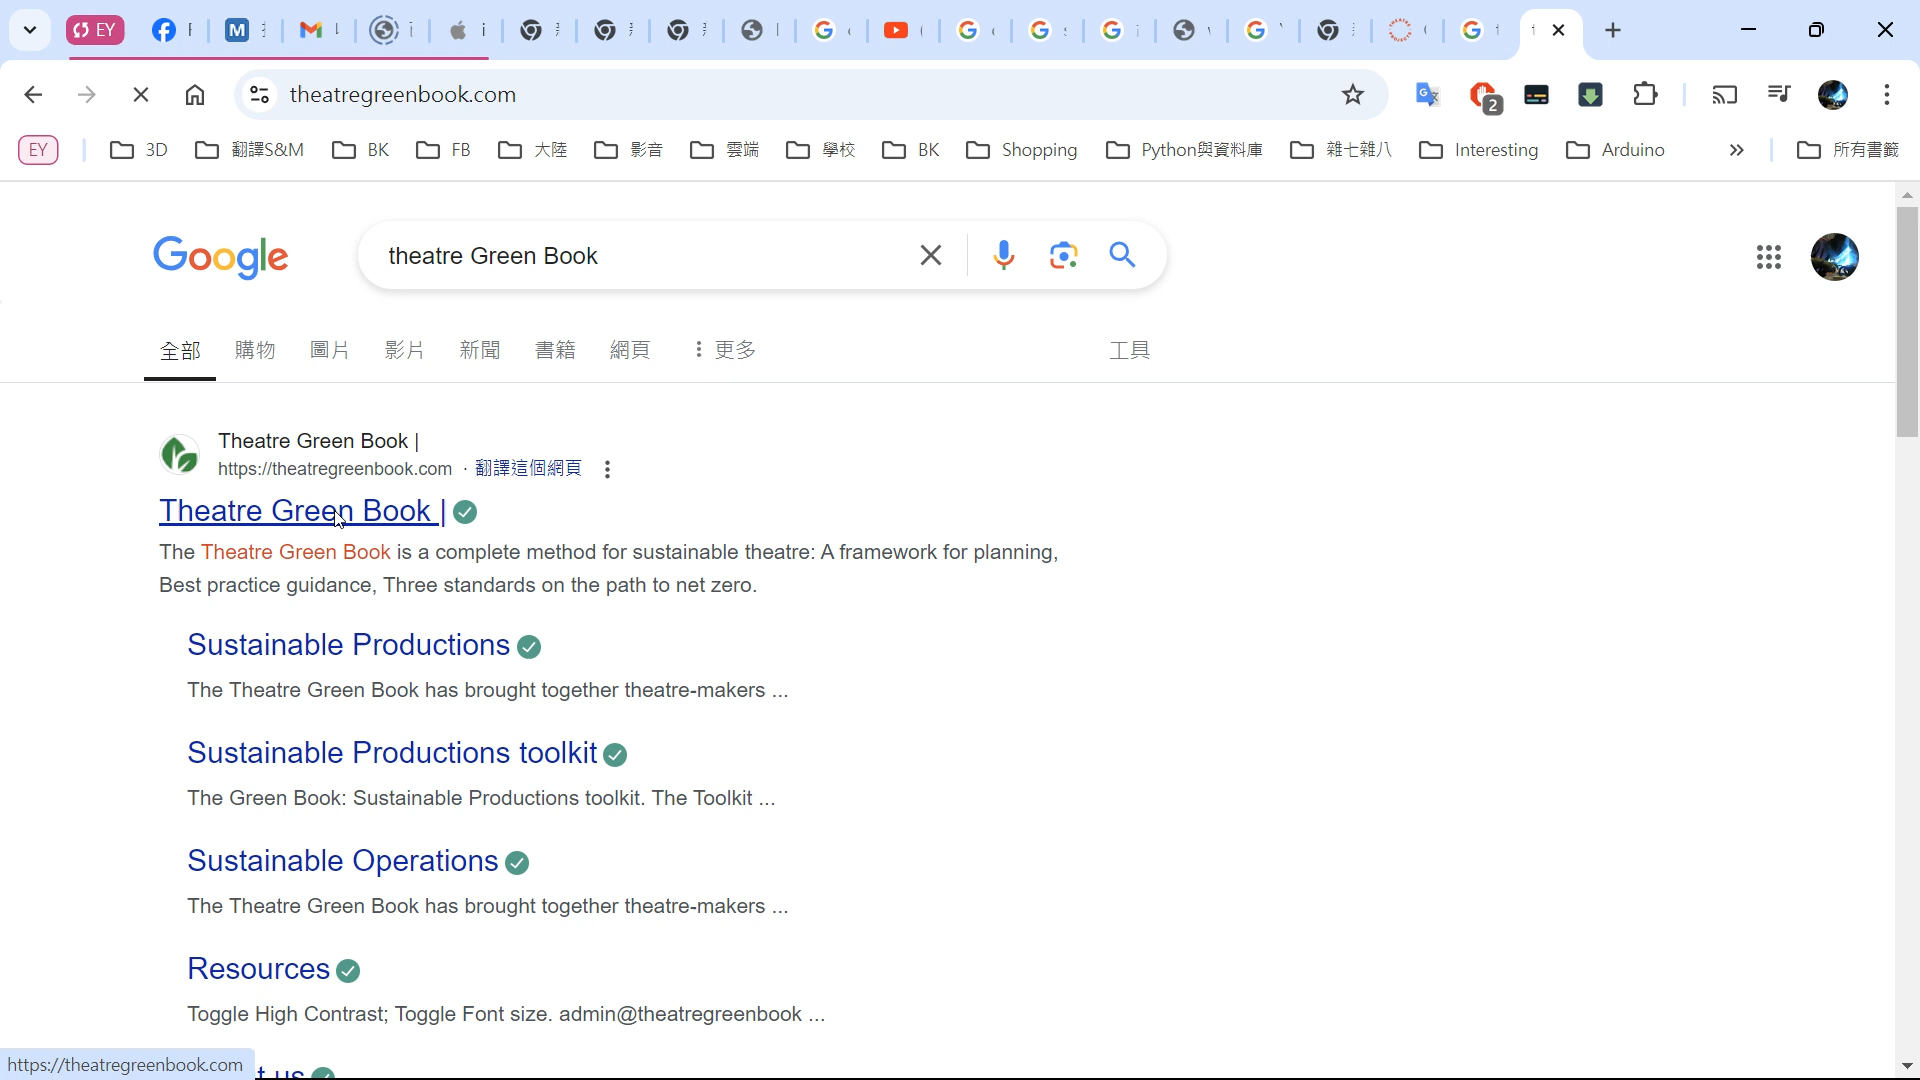 EY
theatregreenbook.com
2
EY
3D
翻譯S&M
BK
FB
大陸
影音
雲端
學校
BK
Shopping
Python與資料庫
雜七雜八
Interesting
Arduino
所有書籤
Google
theatre Green Book
全部
購物
圖片
影片
新聞
書籍
網頁
更多
工具
Theatre Green Book |
https://theatregreenbook.com · 翻譯這個網頁
Theatre Green Book |
The Theatre Green Book is a complete method for sustainable theatre: A framework for planning,
Best practice guidance, Three standards on the path to net zero.
Sustainable Productions
The Theatre Green Book has brought together theatre-makers ...
Sustainable Productions toolkit
The Green Book: Sustainable Productions toolkit. The Toolkit ...
Sustainable Operations
The Theatre Green Book has brought together theatre-makers ...
Resources
Toggle High Contrast; Toggle Font size. admin@theatregreenbook ...
https://theatregreenbook.com
t us